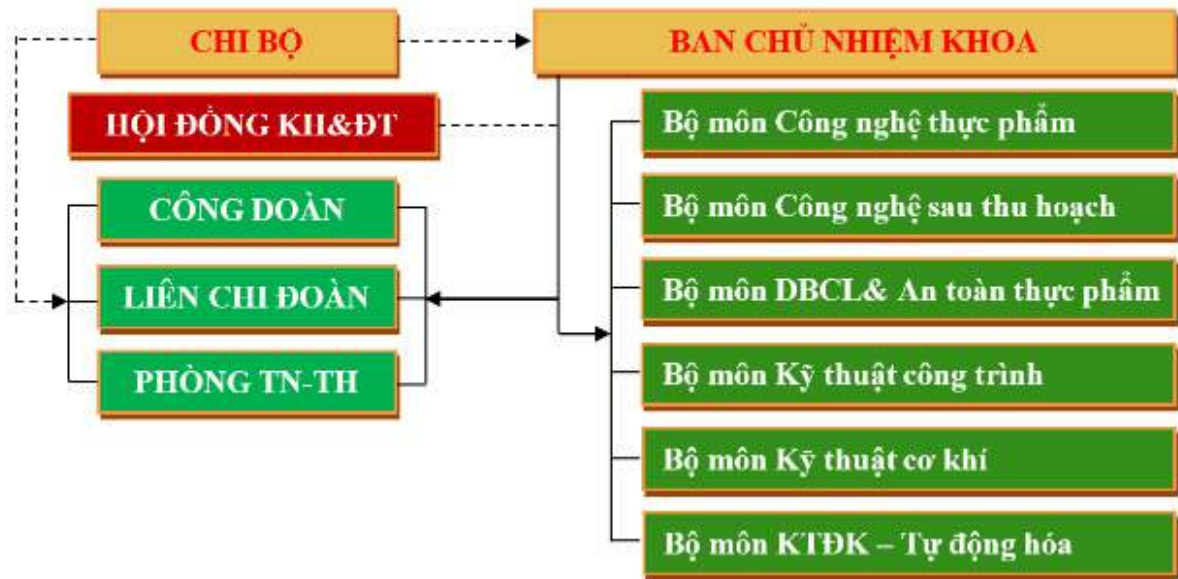 CHI BỘ
BAN CHỦ NHIỆM KHOA
HỘI ĐỒNG KH&ĐT
CÔNG DOÀN
LIÊN CHI ĐOÀN
PHÒNG TN-TH
Bộ môn Công nghệ thực phẩm
Bộ môn Công nghệ sau thu hoạch
Bộ môn DBCL& An toàn thực phẩm
Bộ môn Kỹ thuật công trình
Bộ môn Kỹ thuật cơ khí
Bộ môn KTĐK – Tự động hóa